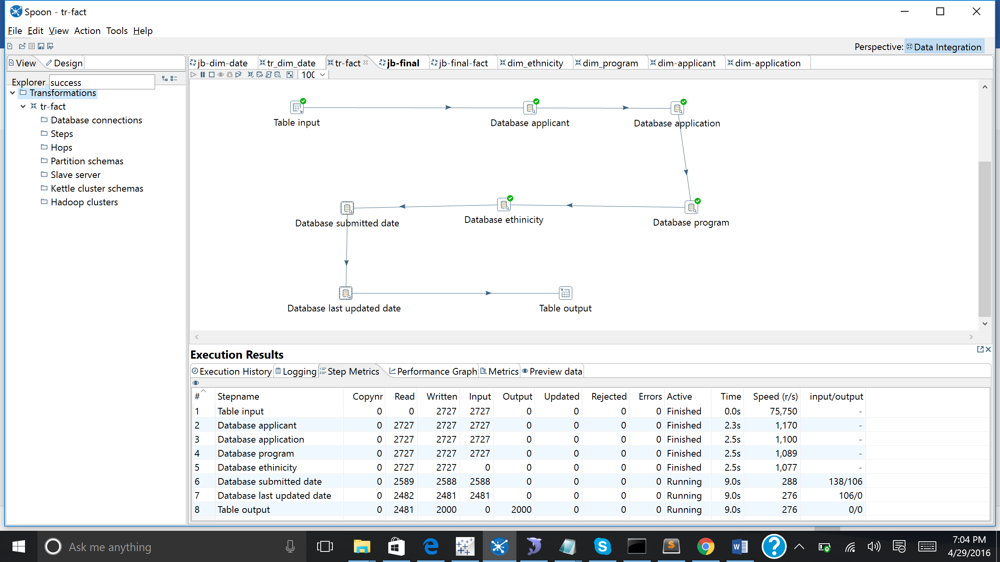 Spoon - tr-fact
File Edit View Action Tools Help
Perspective: Data Integration
View Design
jb-dim-date tr_dim_date tr-fact jb-final jb-final-fact dim_ethnicity dim_program dim-applicant dim-application
Explorer success
Transformations
tr-fact
Database connections
Steps
Hops
Partition schemas
Slave server
Kettle cluster schemas
Hadoop clusters
Table input Database applicant Database application
Database submitted date Database ethinicity Database program
Database last updated date Table output
Execution Results
Execution History Logging Step Metrics Performance Graph Metrics Preview data
# Stepname Copynr Read Written Input Output Updated Rejected Errors Active Time Speed (r/s) input/output
1 Table input 0 0 2727 2727 0 0 0 0 Finished 0.0s 75,750 -
2 Database applicant 0 2727 2727 2727 0 0 0 0 Finished 2.3s 1,170 -
3 Database application 0 2727 2727 2727 0 0 0 0 Finished 2.5s 1,100 -
4 Database program 0 2727 2727 2727 0 0 0 0 Finished 2.5s 1,089 -
5 Database ethinicity 0 2727 2727 0 0 0 0 0 Finished 2.5s 1,077 -
6 Database submitted date 0 2589 2588 2588 0 0 0 0 Running 9.0s 288 138/106
7 Database last updated date 0 2482 2481 2481 0 0 0 0 Running 9.0s 276 106/0
8 Table output 0 2481 2000 0 2000 0 0 0 Running 9.0s 276 0/0
Ask me anything
7:04 PM
4/29/2016